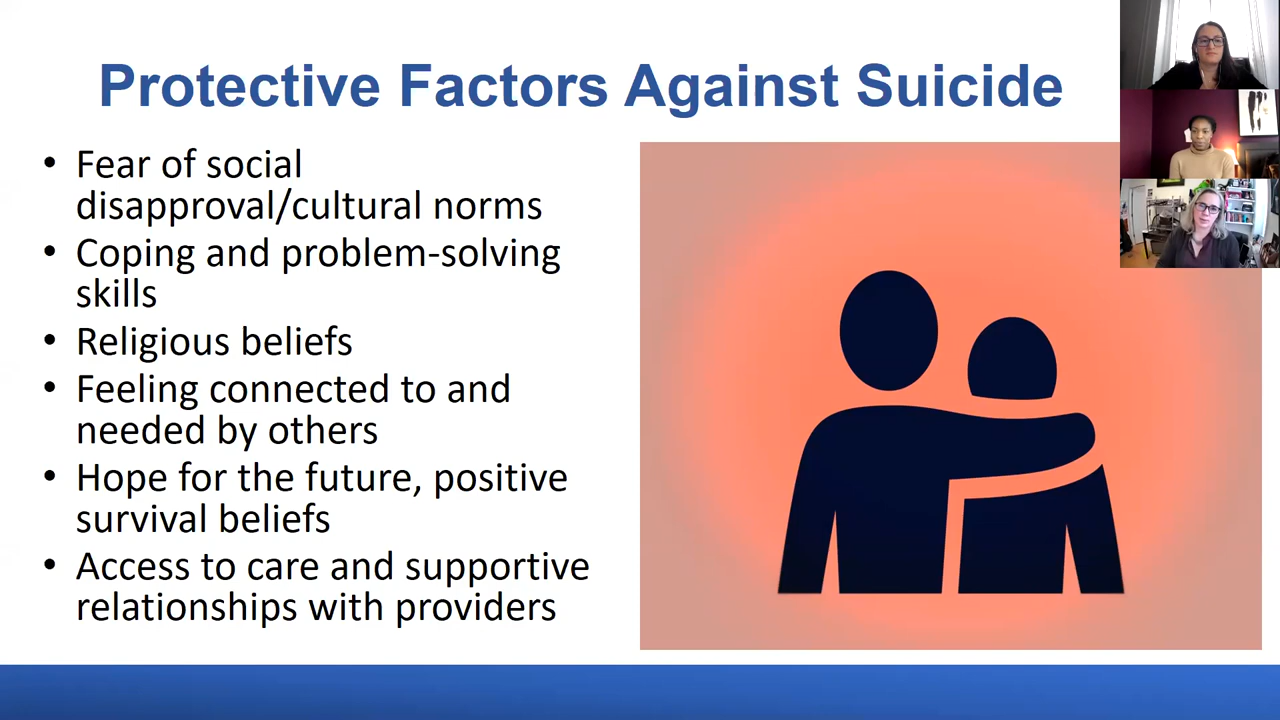 Protective Factors Against Suicide
• Fear of social
disapproval/cultural norms
• Coping and problem-solving
skills
• Religious beliefs
• Feeling connected to and
needed by others
• Hope for the future, positive
survival beliefs
• Access to care and supportive
relationships with providers